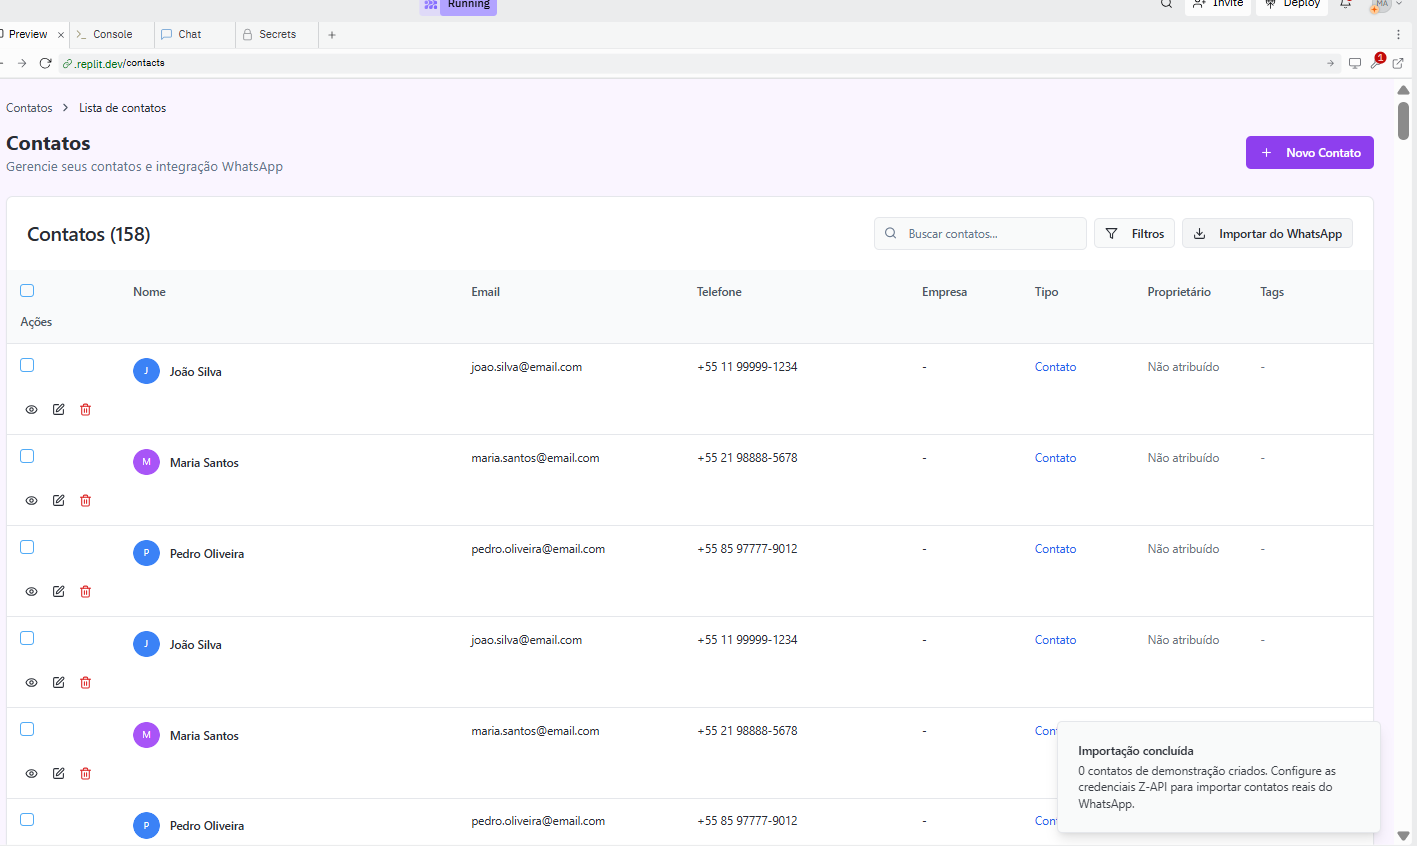 Running
Invite
Deploy
MA
Preview
Console
Chat
Secrets
.replit.dev/contacts
1
Contatos > Lista de contatos
Contatos
Gerencie seus contatos e integração WhatsApp
+ Novo Contato
Contatos (158)
Buscar contatos...
Filtros
Importar do WhatsApp
Nome Email Telefone Empresa Tipo Proprietário Tags
Ações
J João Silva joao.silva@email.com +55 11 99999-1234 - Contato Não atribuído -
M Maria Santos maria.santos@email.com +55 21 98888-5678 - Contato Não atribuído -
P Pedro Oliveira pedro.oliveira@email.com +55 85 97777-9012 - Contato Não atribuído -
J João Silva joao.silva@email.com +55 11 99999-1234 - Contato Não atribuído -
M Maria Santos maria.santos@email.com +55 21 98888-5678 -
P Pedro Oliveira pedro.oliveira@email.com +55 85 97777-9012 -
Importação concluída
0 contatos de demonstração criados. Configure as
credenciais Z-API para importar contatos reais do
WhatsApp.